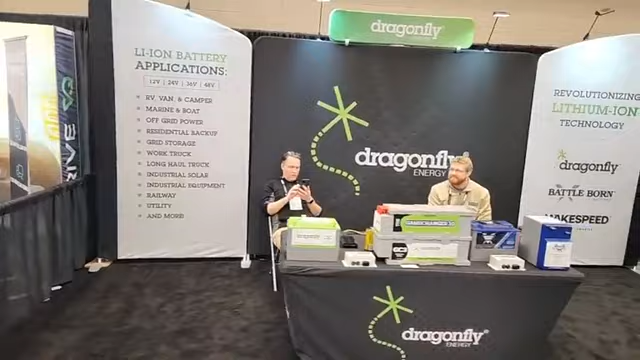 dragonfly
LI-ION BATTERY
APPLICATIONS:
12V | 24V | 36V | 48V
RV, VAN, & CAMPER
MARINE & BOAT
OFF GRID POWER
RESIDENTIAL BACKUP
GRID STORAGE
WORK TRUCK
LONG HAUL TRUCK
INDUSTRIAL SOLAR
INDUSTRIAL EQUIPMENT
RAILWAY
UTILITY
AND MORE!
dragonfly
ENERGY
REVOLUTIONIZING
LITHIUM-ION
TECHNOLOGY
dragonfly
BATTLE BORN
WAKESPEED
GAMECHANGER
dragonfly
ENERGY